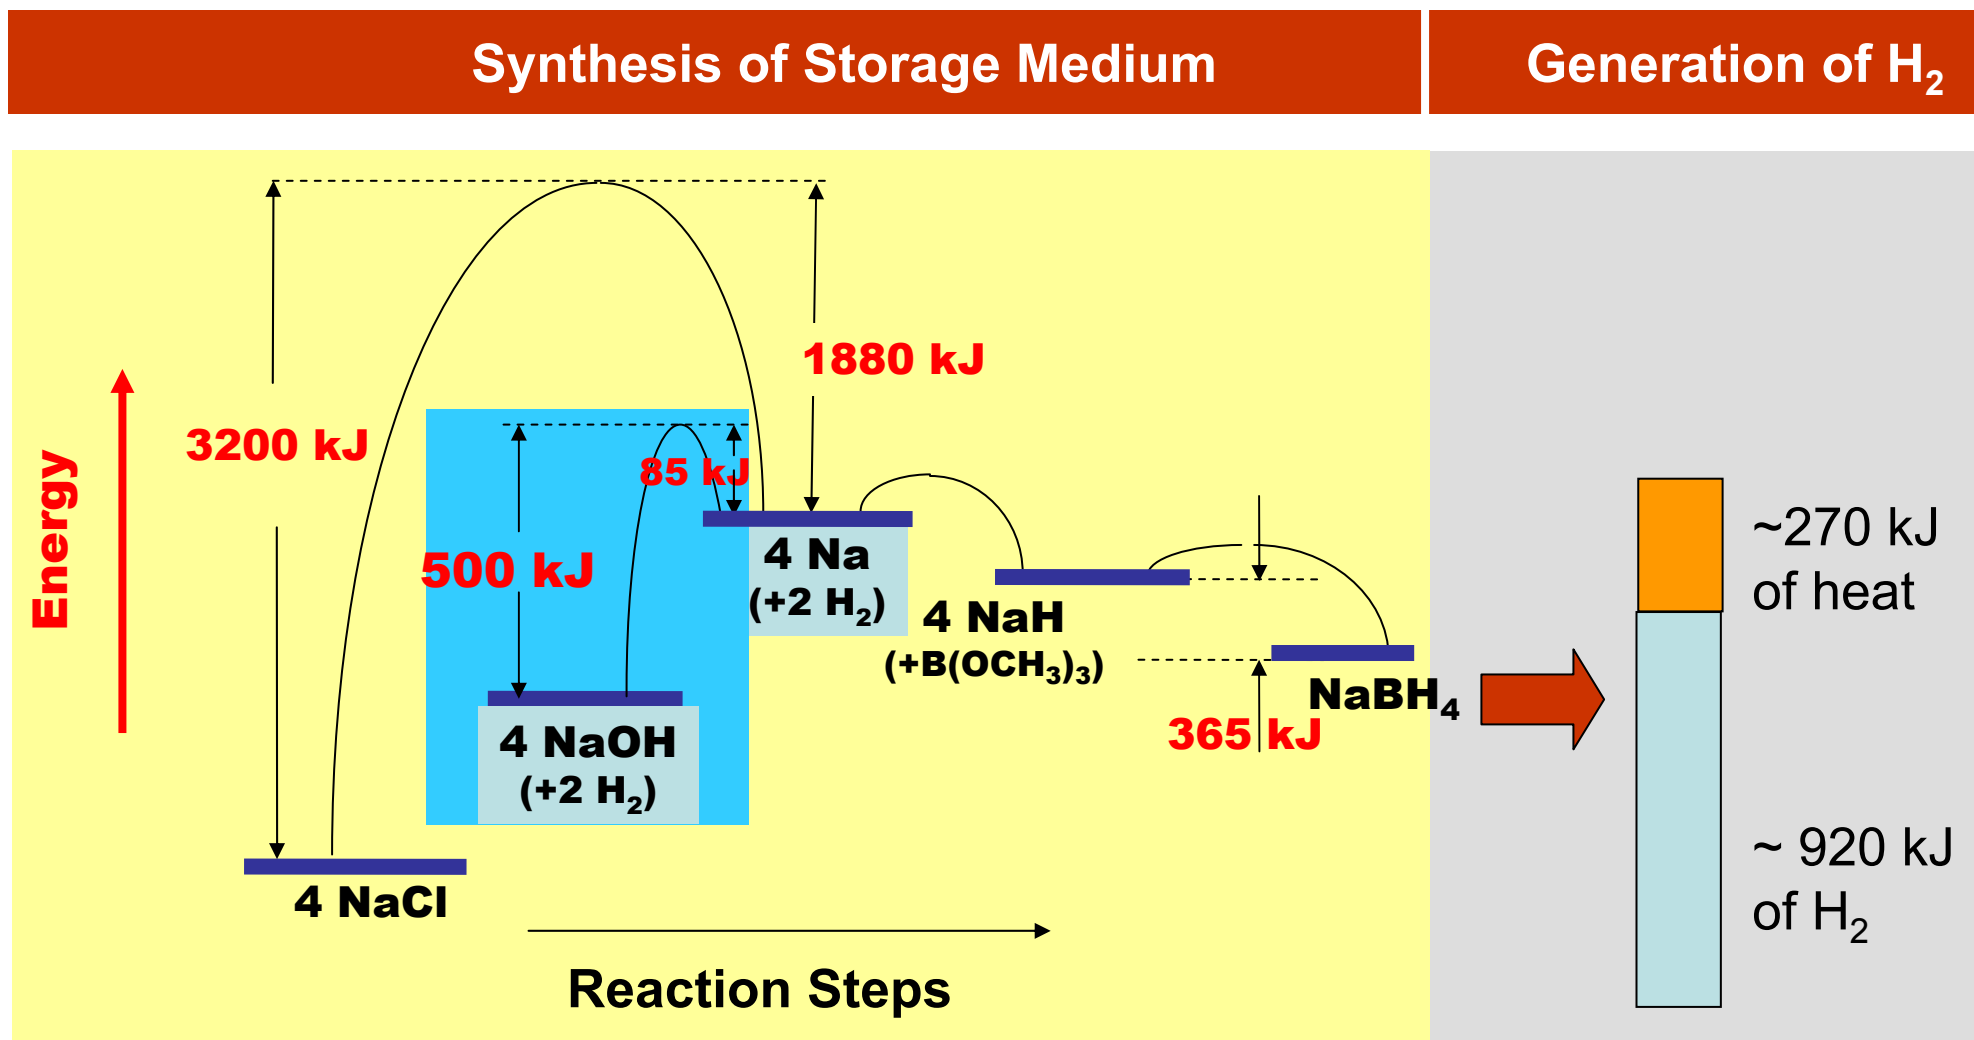 Synthesis of Storage Medium
Generation of H₂
Energy
3200 kJ
1880 kJ
500 kJ
85 kJ
4 Na
(+2 H₂)
4 NaOH
(+2 H₂)
4 NaCl
4 NaH
(+B(OCH₃)₃)
365 kJ
NaBH₄
Reaction Steps
~270 kJ
of heat
~ 920 kJ
of H₂